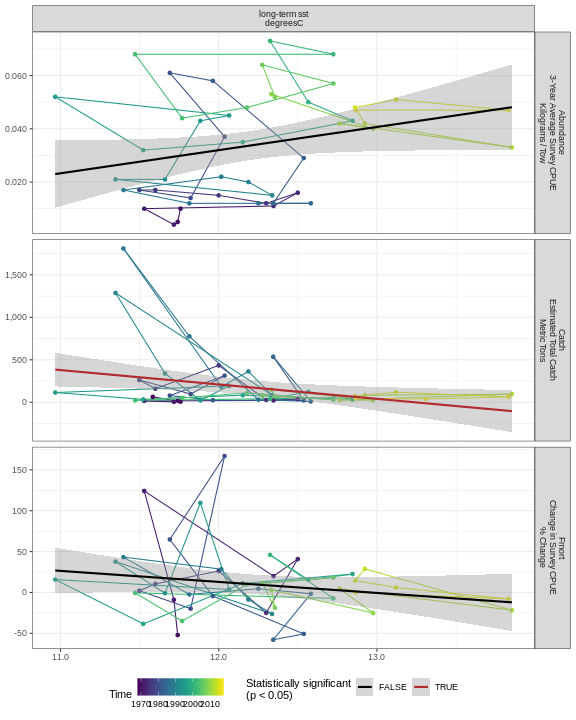 long-term sst
degreesC
0.060
0.040
0.020
Abundance
3-Year Average Survey CPUE
Kilograms / Tow
1,500
1,000
500
0
Catch
Estimated Total Catch
Metric Tons
150
100
50
0
-50
Fmort
Change in Survey CPUE
% Change
11.0 12.0 13.0
Time
1970 1980 1990 2000 2010
Statistically significant
(p < 0.05)
FALSE TRUE